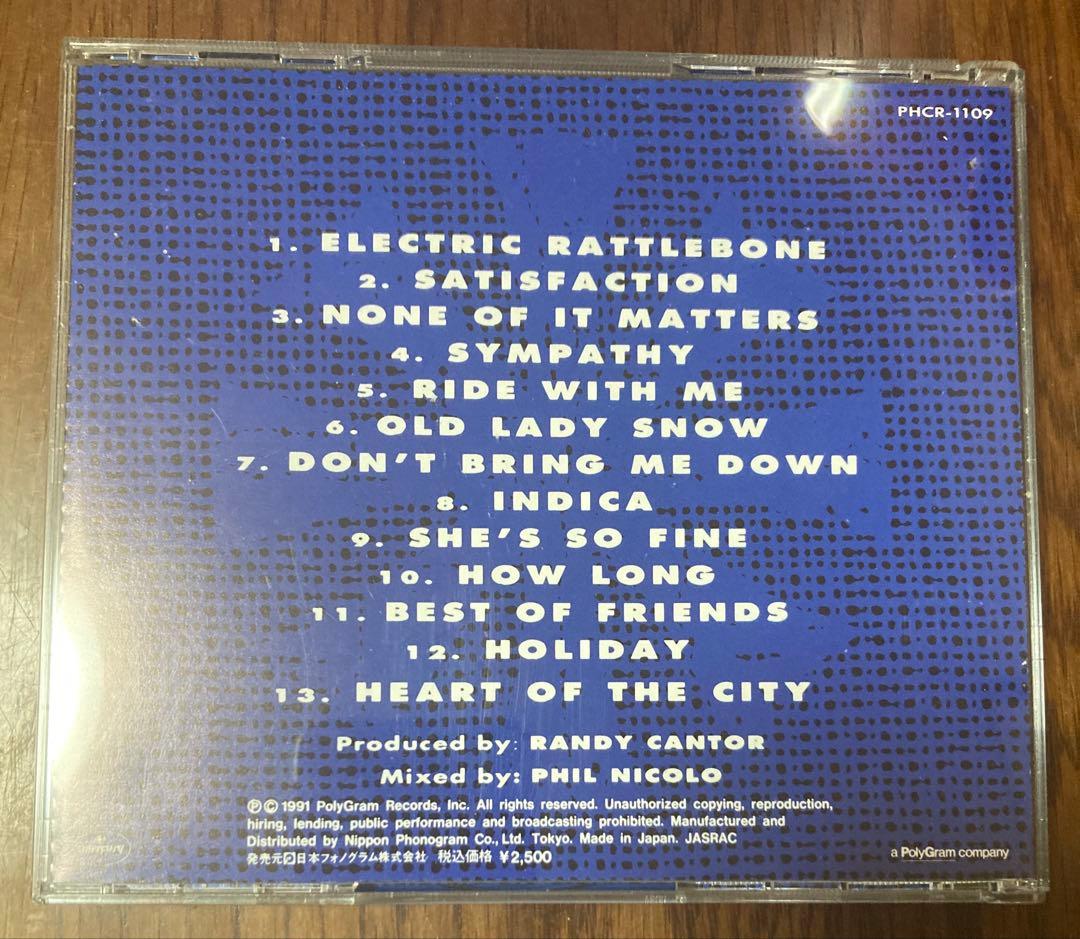 PHCR-1109
1. ELECTRIC RATTLEBONE
2. SATISFACTION
3. NONE OF IT MATTERS
4. SYMPATHY
5. RIDE WITH ME
6. OLD LADY SNOW
7. DON'T BRING ME DOWN
8. INDICA
9. SHE'S SO FINE
10. HOW LONG
11. BEST OF FRIENDS
12. HOLIDAY
13. HEART OF THE CITY
Produced by: RANDY CANTOR
Mixed by: PHIL NICOLO
Ⓟ© 1991 PolyGram Records, Inc. All rights reserved. Unauthorized copying, reproduction,
hiring, lending, public performance and broadcasting prohibited. Manufactured and
Distributed by Nippon Phonogram Co., Ltd. Tokyo. Made in Japan. JASRAC
発売元 日本フォノグラム株式会社 税込価格 ¥2,500
a PolyGram company